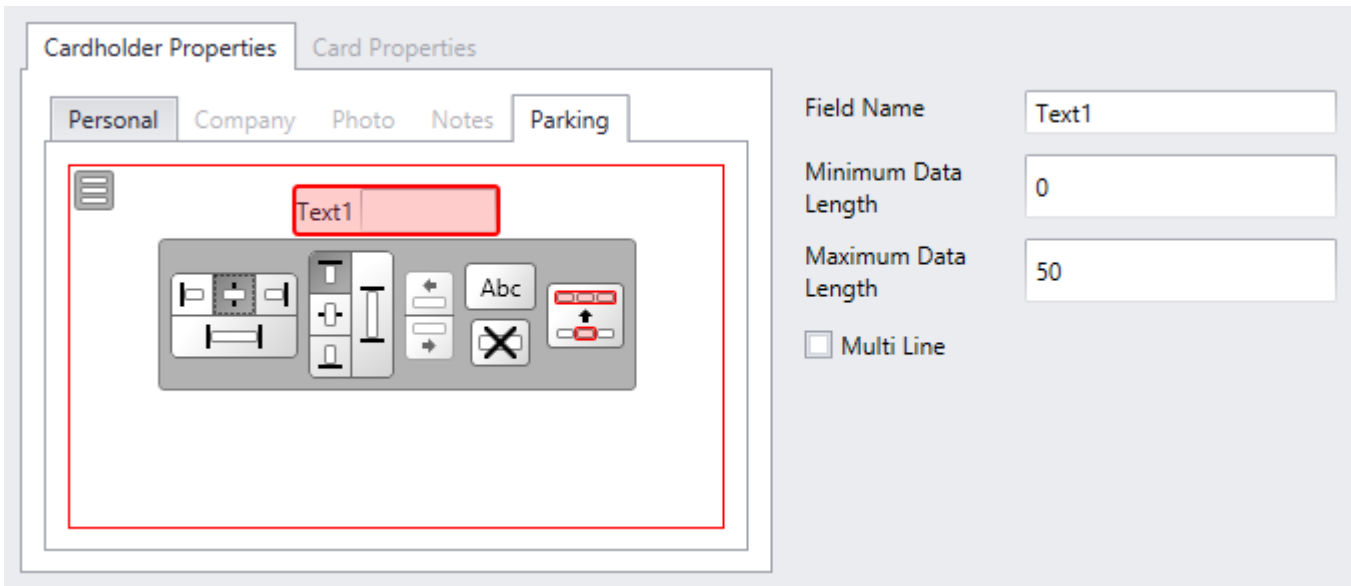 Cardholder Properties Card Properties
Personal Company Photo Notes Parking
Text1
Abc
Field Name Text1
Minimum Data
Length 0
Maximum Data
Length 50
Multi Line